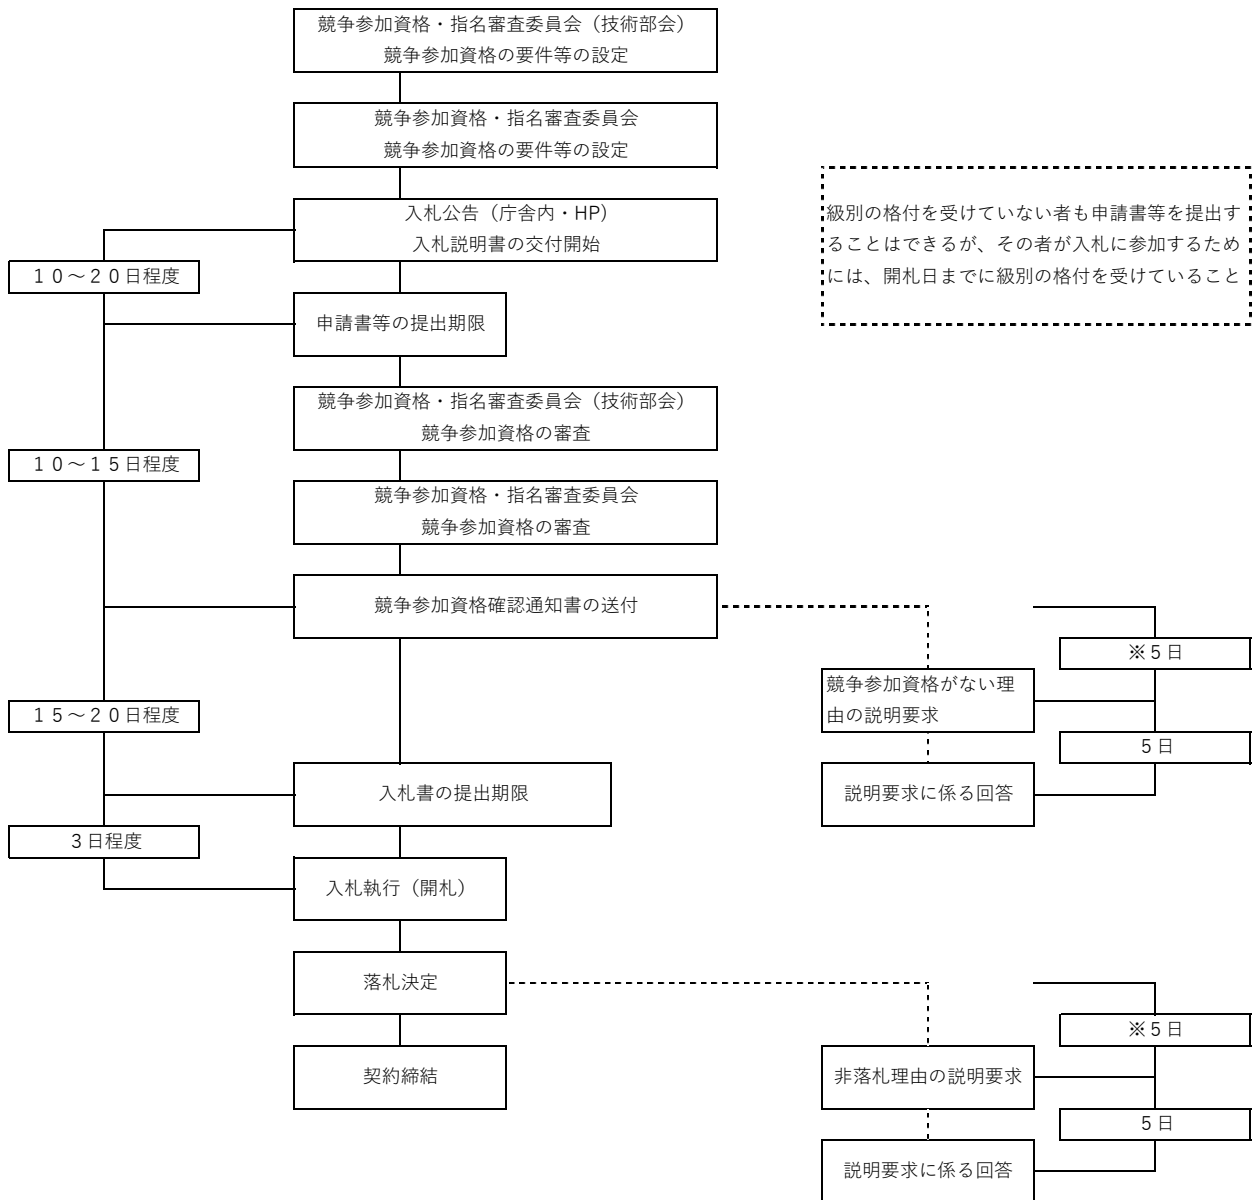 競争参加資格・指名審査委員会（技術部会）
競争参加資格の要件等の設定
競争参加資格・指名審査委員会
競争参加資格の要件等の設定
入札公告（庁舎内・HP）
入札説明書の交付開始
級別の格付を受けていない者も申請書等を提出す
ることはできるが、その者が入札に参加するため
には、開札日までに級別の格付を受けていること
１０～２０日程度
申請書等の提出期限
競争参加資格・指名審査委員会（技術部会）
競争参加資格の審査
１０～１５日程度
競争参加資格・指名審査委員会
競争参加資格の審査
競争参加資格確認通知書の送付
※５日
競争参加資格がない理
由の説明要求
１５～２０日程度
５日
入札書の提出期限
説明要求に係る回答
３日程度
入札執行（開札）
落札決定
※５日
契約締結
非落札理由の説明要求
５日
説明要求に係る回答